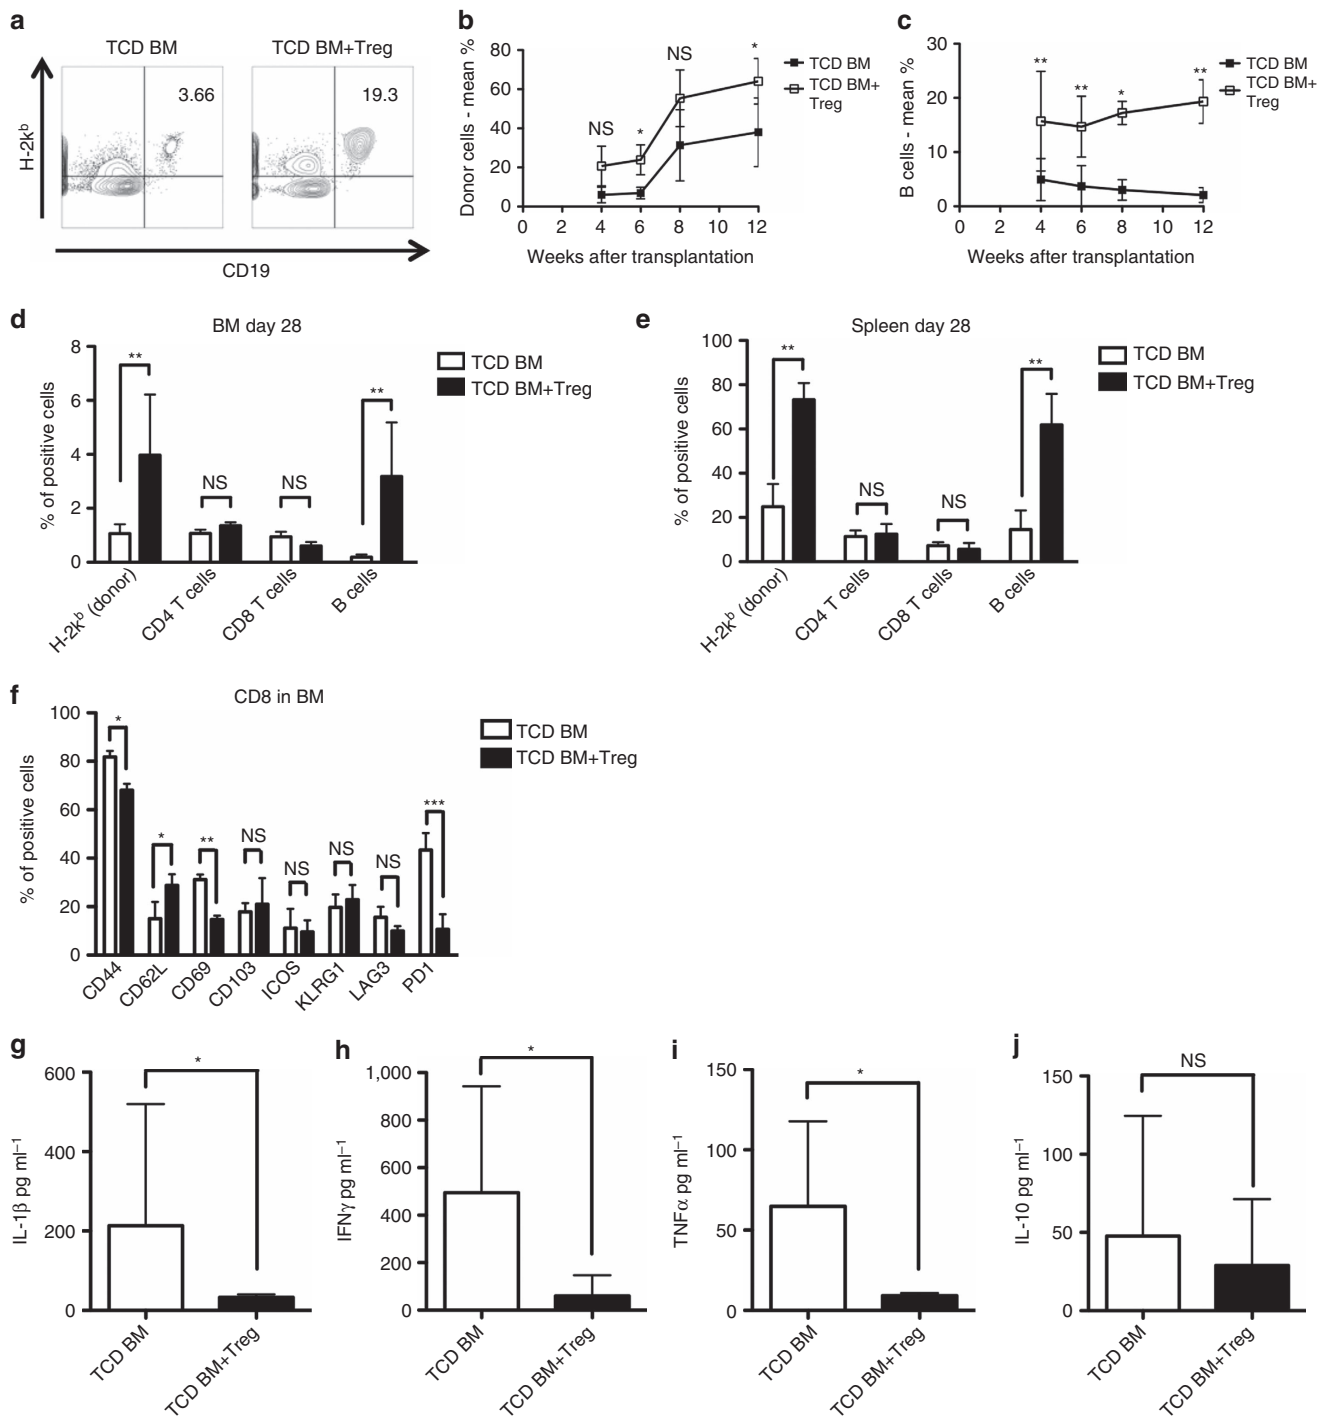 a
TCD BM
TCD BM+Treg
3.66
19.3
H-2kᵇ
CD19
b
Donor cells - mean %
80
60
40
20
0
NS
*
NS
*
TCD BM
TCD BM+
Treg
0 2 4 6 8 10 12
Weeks after transplantation
c
B cells - mean %
30
20
10
0
**
**
*
**
TCD BM
TCD BM+
Treg
0 2 4 6 8 10 12
Weeks after transplantation
d
BM day 28
% of positive cells
8
6
4
2
0
**
NS
NS
**
TCD BM
TCD BM+Treg
H-2kᵇ (donor)
CD4 T cells
CD8 T cells
B cells
e
Spleen day 28
% of positive cells
100
80
60
40
20
0
**
NS
NS
**
TCD BM
TCD BM+Treg
H-2kᵇ (donor)
CD4 T cells
CD8 T cells
B cells
f
CD8 in BM
% of positive cells
100
80
60
40
20
0
*
*
**
NS
NS
NS
NS
***
TCD BM
TCD BM+Treg
CD44
CD62L
CD69
CD103
ICOS
KLRG1
LAG3
PD1
g
IL-1β pg ml⁻¹
600
400
200
0
*
TCD BM
TCD BM+Treg
h
IFNγ pg ml⁻¹
1,000
800
600
400
200
0
*
TCD BM
TCD BM+Treg
i
TNFα pg ml⁻¹
150
100
50
0
*
TCD BM
TCD BM+Treg
j
IL-10 pg ml⁻¹
150
100
50
0
NS
TCD BM
TCD BM+Treg